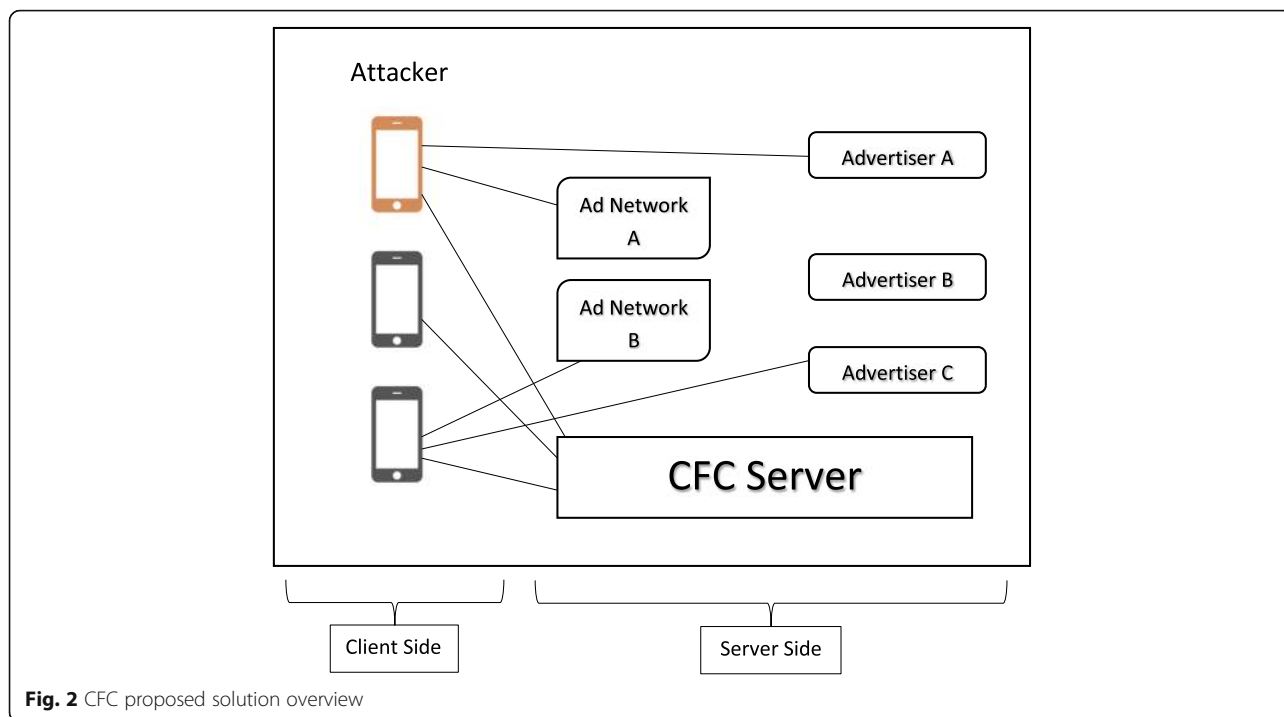 Attacker
Advertiser A
Ad Network
A
Advertiser B
Ad Network
B
Advertiser C
CFC Server
Client Side
Server Side
Fig. 2 CFC proposed solution overview